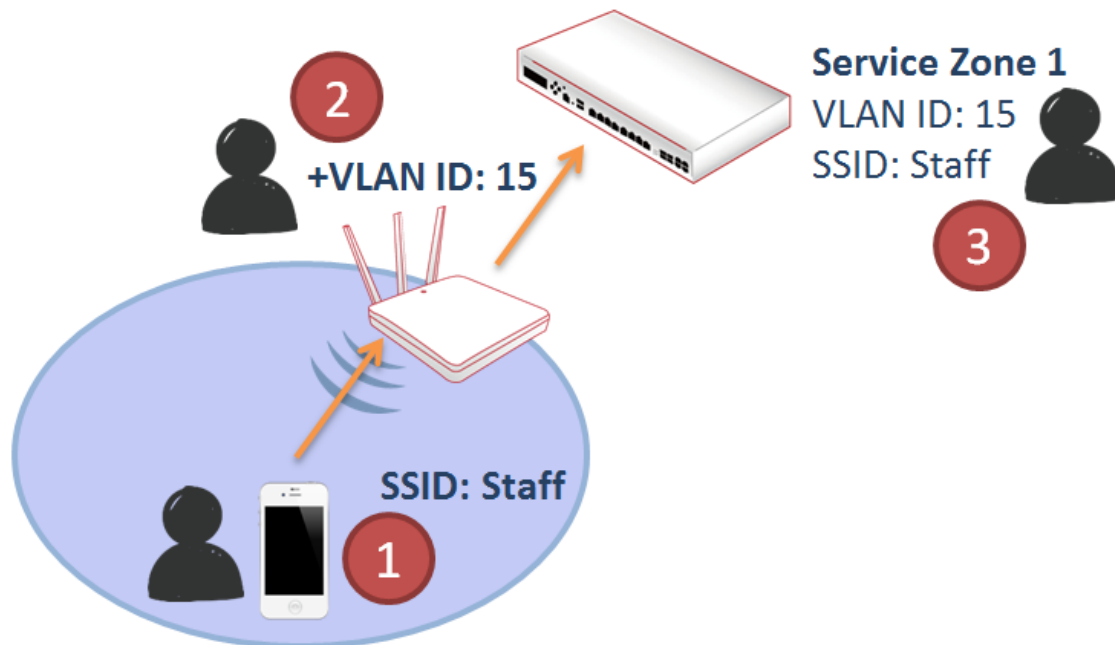 2
+VLAN ID: 15
Service Zone 1
VLAN ID: 15
SSID: Staff
3
SSID: Staff
1